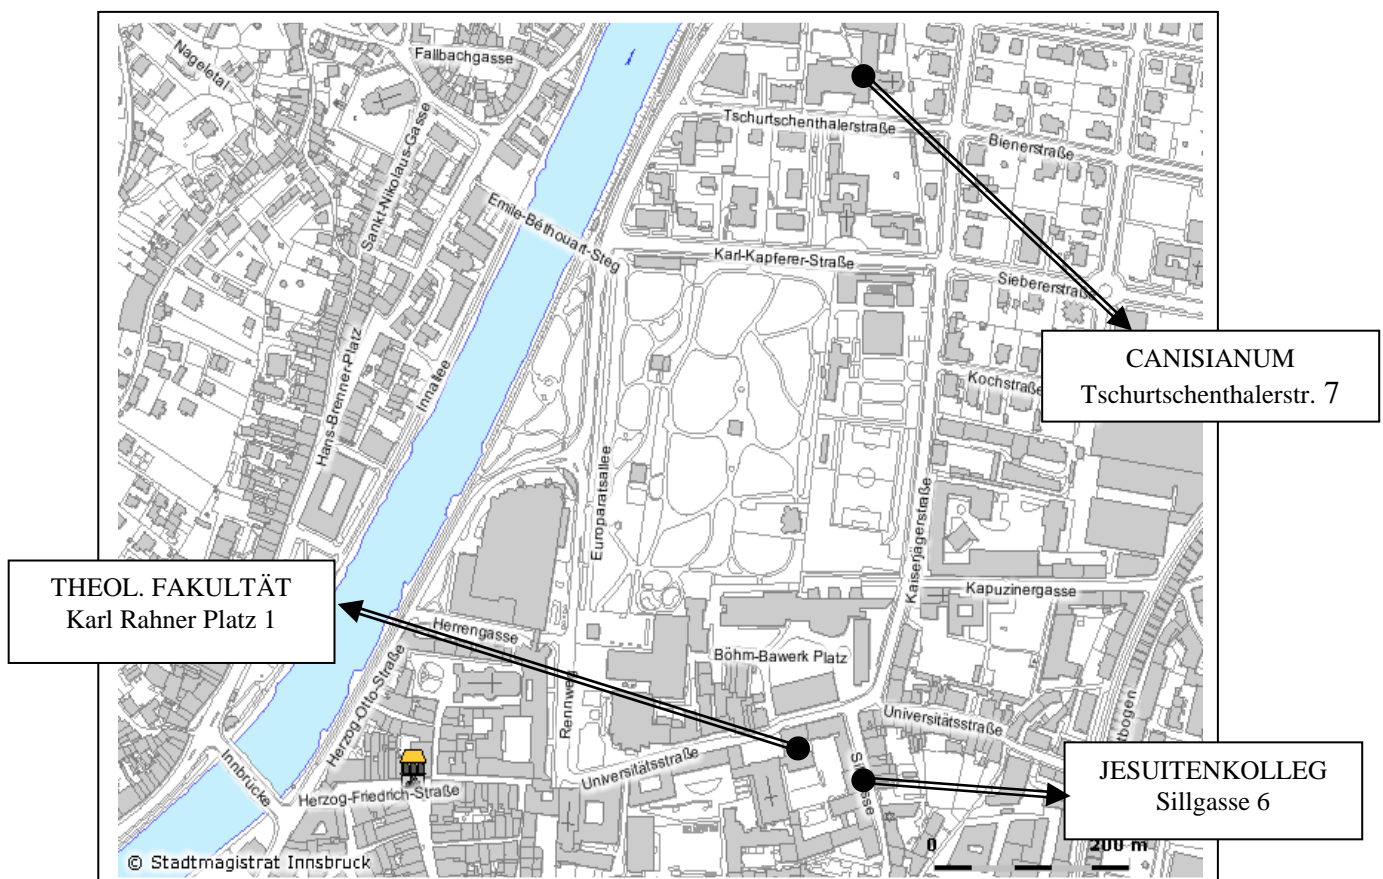 Nageletal
Fallbachgasse
Sankt-Nikolaus-Gasse
Tschurtschenthalerstraße
Bienerstraße
Emile-Béthouart-Steg
Karl-Kapferer-Straße
Siebererstraße
CANISIANUM
Tschurtschenthalerstr. 7
Hans-Brenner-Platz
Innallee
Kochstraße
Europaratsallee
Kaiserjägerstraße
THEOL. FAKULTÄT
Karl Rahner Platz 1
Kapuzinergasse
Herrengasse
Böhm-Bawerk Platz
Herzog-Otto-Straße
Rennweg
Universitätsstraße
Universitätsstraße
tbogen
Innbrücke
Herzog-Friedrich-Straße
JESUITENKOLLEG
Sillgasse 6
0 200 m
© Stadtmagistrat Innsbruck